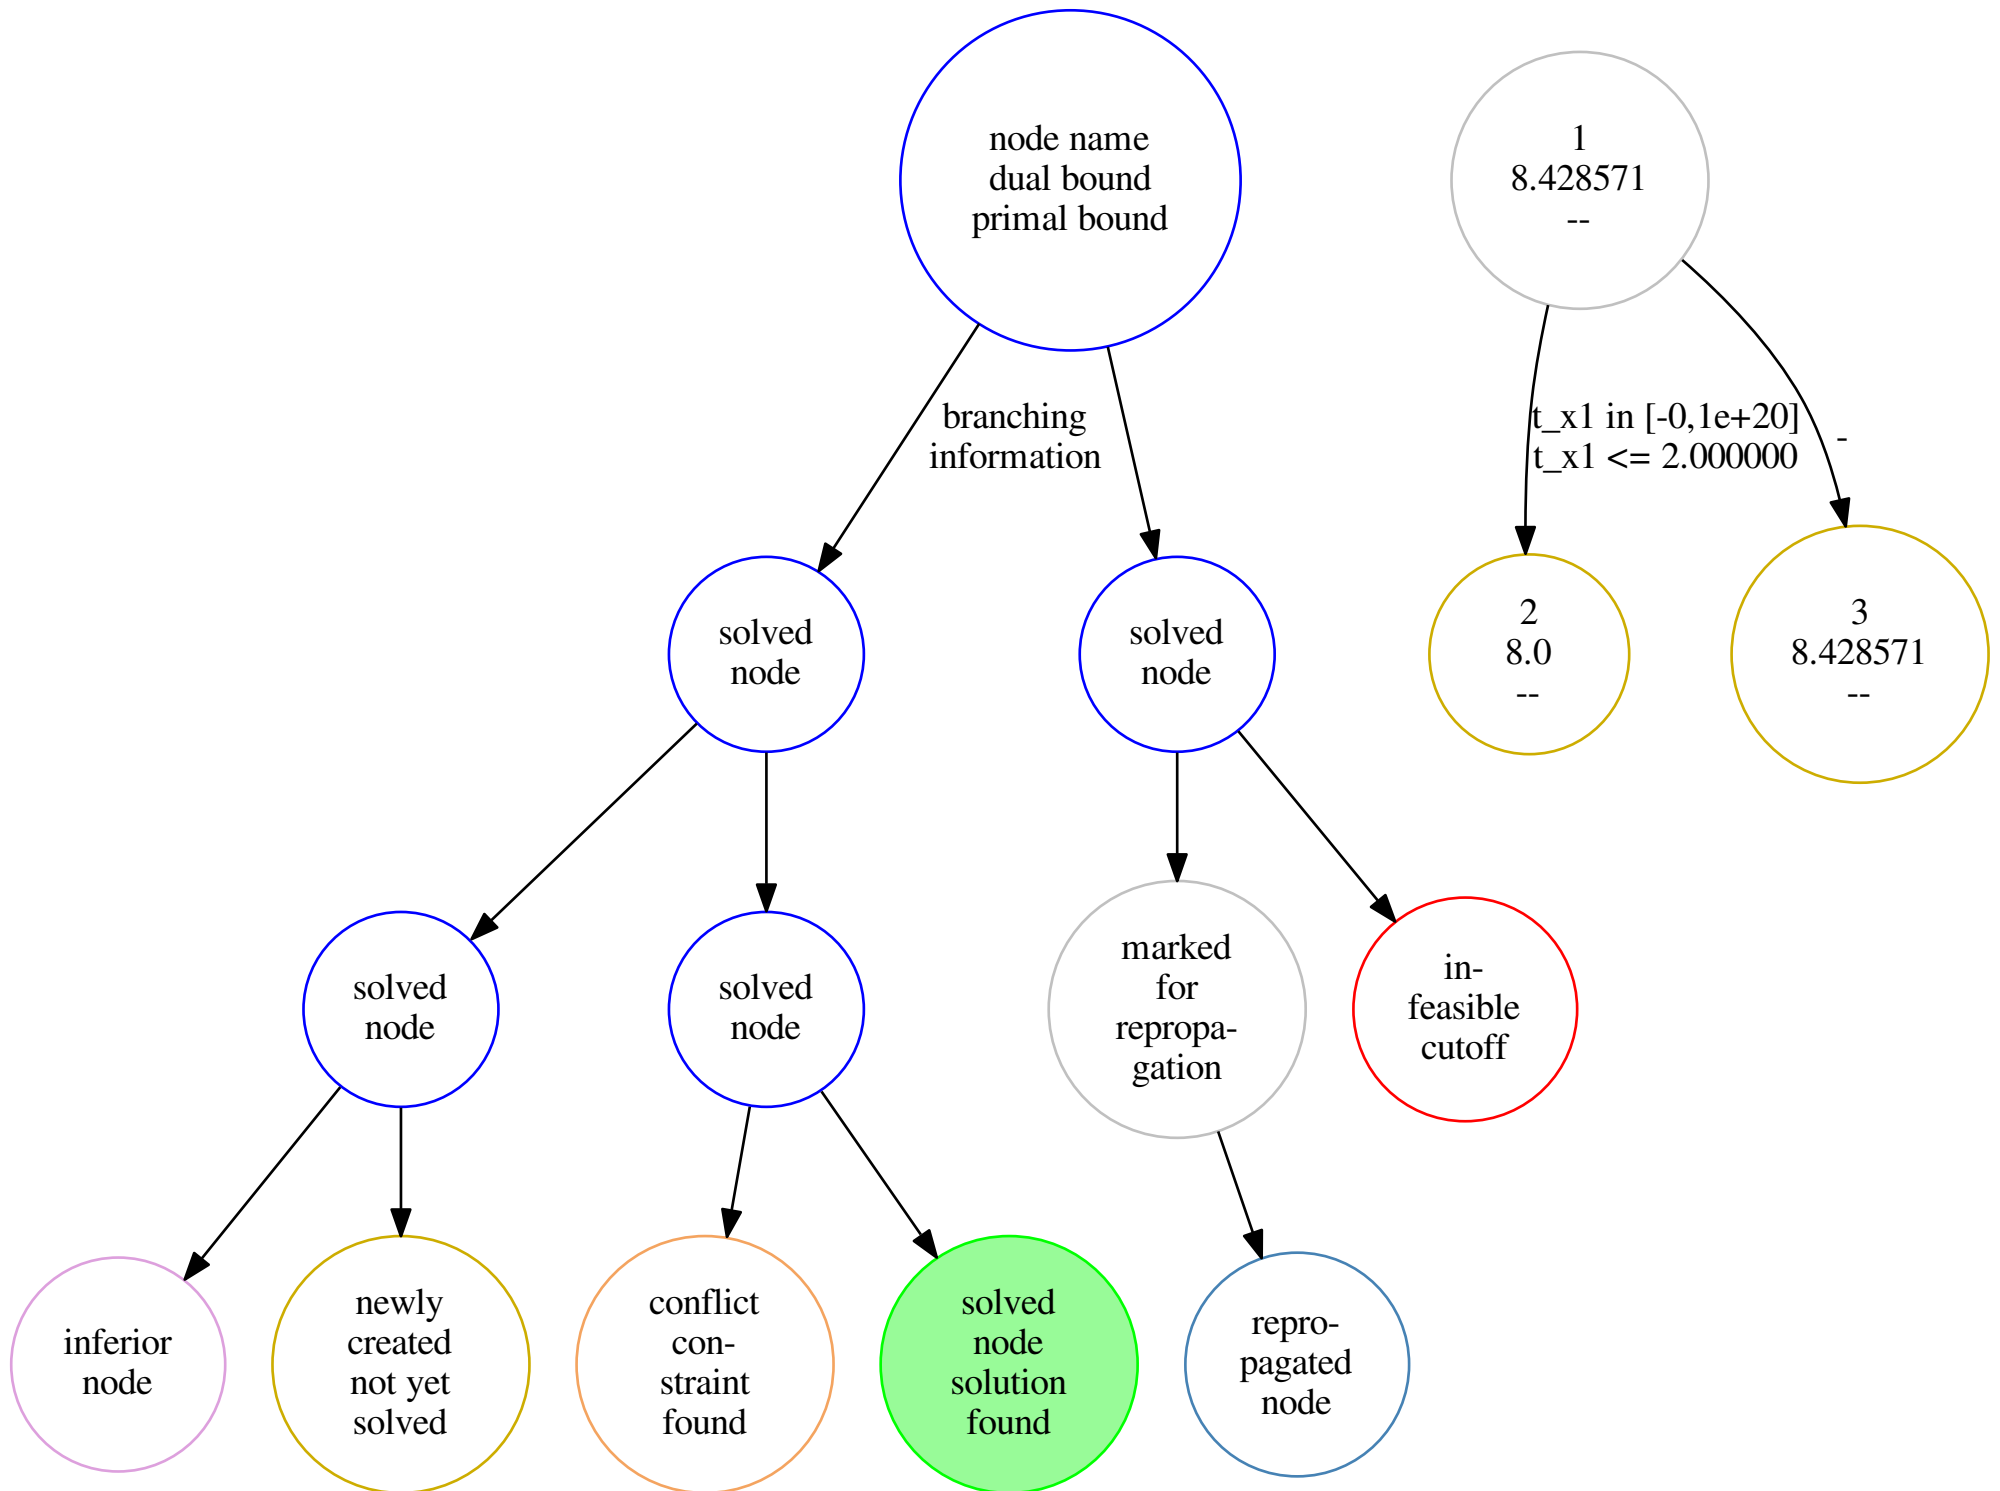 node name
dual bound
primal bound
1
8.428571
--
branching
information
t_x1 in [-0,1e+20]
t_x1 <= 2.000000
-
solved
node
solved
node
2
8.0
--
3
8.428571
--
solved
node
solved
node
marked
for
repropa-
gation
in-
feasible
cutoff
inferior
node
newly
created
not yet
solved
conflict
con-
straint
found
solved
node
solution
found
repro-
pagated
node